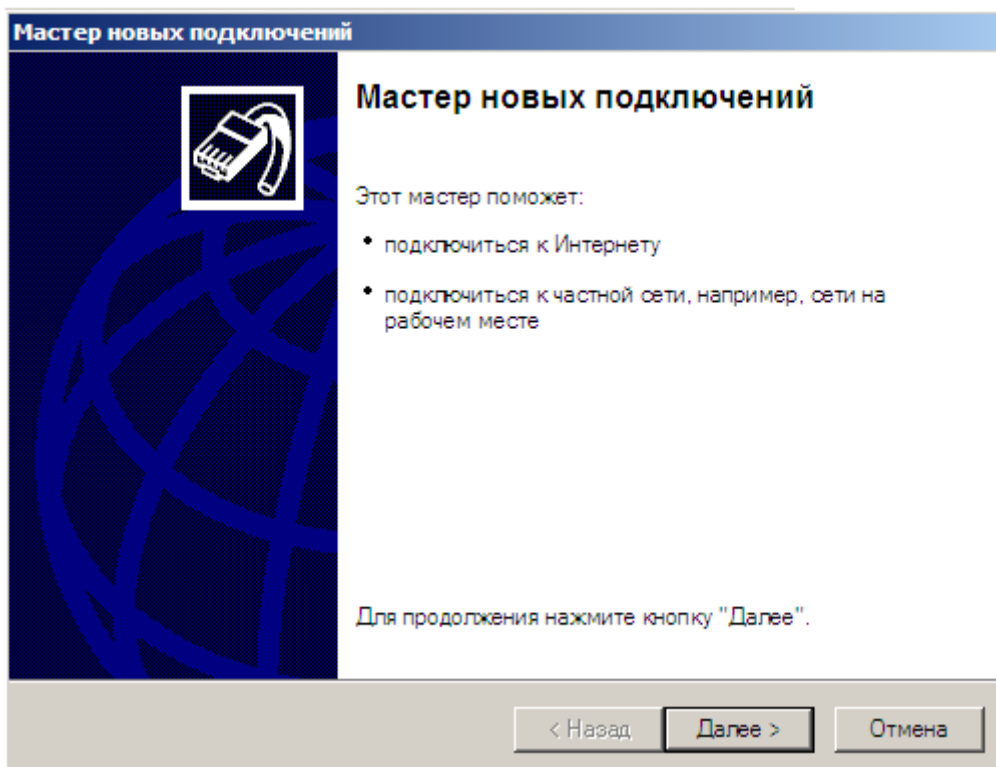 Мастер новых подключений
Мастер новых подключений
Этот мастер поможет:
• подключиться к Интернету
• подключиться к частной сети, например, сети на
рабочем месте
Для продолжения нажмите кнопку "Далее".
< Назад Далее > Отмена